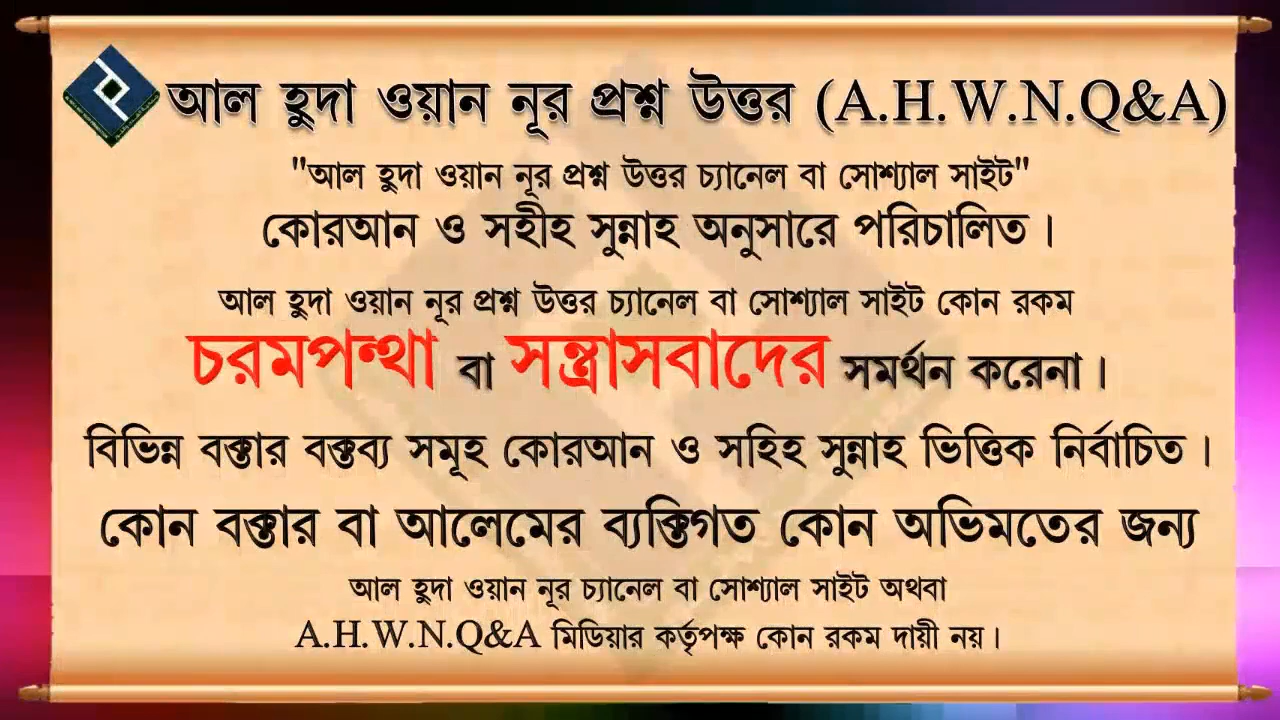 আল হুদা ওয়ান নূর প্রশ্ন উত্তর (A.H.W.N.Q&A)
"আল হুদা ওয়ান নূর প্রশ্ন উত্তর চ্যানেল বা সোশ্যাল সাইট"
কোরআন ও সহীহ সুন্নাহ অনুসারে পরিচালিত।
আল হুদা ওয়ান নূর প্রশ্ন উত্তর চ্যানেল বা সোশ্যাল সাইট কোন রকম
চরমপন্থা বা সন্ত্রাসবাদের সমর্থন করেনা।
বিভিন্ন বক্তার বক্তব্য সমূহ কোরআন ও সহিহ সুন্নাহ ভিত্তিক নির্বাচিত।
কোন বক্তার বা আলেমের ব্যক্তিগত কোন অভিমতের জন্য
আল হুদা ওয়ান নূর চ্যানেল বা সোশ্যাল সাইট অথবা
A.H.W.N.Q&A মিডিয়ার কর্তৃপক্ষ কোন রকম দায়ী নয়।